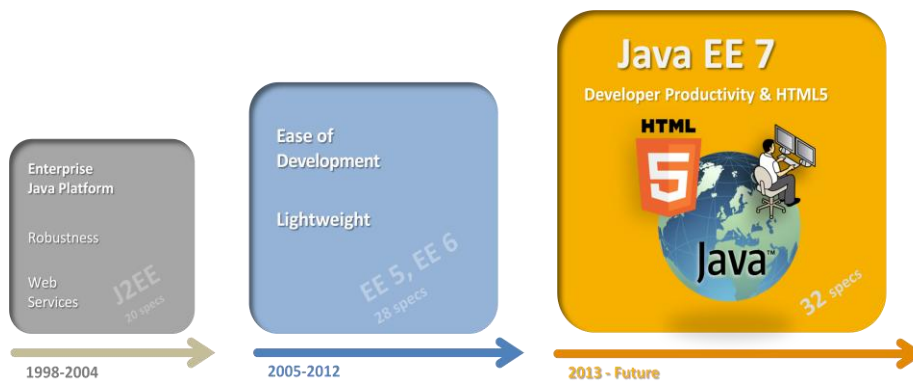 Enterprise
Java Platform
Robustness
Web
Services
J2EE
20 specs
1998-2004
Ease of
Development
Lightweight
EE 5, EE 6
28 specs
2005-2012
Java EE 7
Developer Productivity & HTML5
HTML
5
Java™
32 specs
2013 - Future